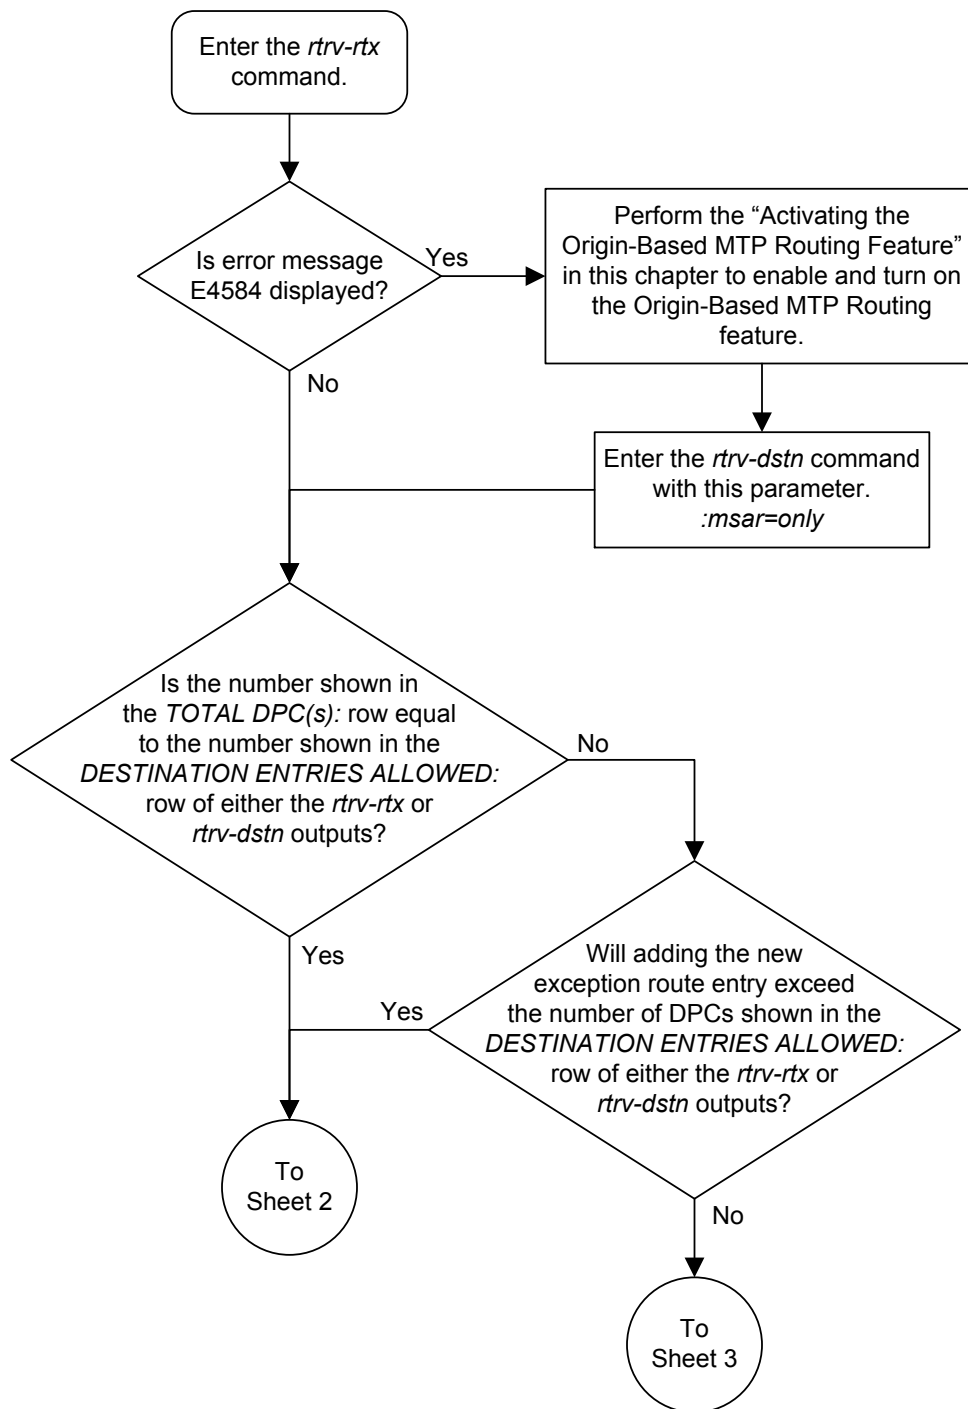 Enter the rtrv-rtx
command.
Is error message
E4584 displayed?
Yes
Perform the “Activating the
Origin-Based MTP Routing Feature”
in this chapter to enable and turn on
the Origin-Based MTP Routing
feature.
No
Enter the rtrv-dstn command
with this parameter.
:msar=only
Is the number shown in
the TOTAL DPC(s): row equal
to the number shown in the
DESTINATION ENTRIES ALLOWED:
row of either the rtrv-rtx or
rtrv-dstn outputs?
No
Yes
Will adding the new
exception route entry exceed
the number of DPCs shown in the
DESTINATION ENTRIES ALLOWED:
row of either the rtrv-rtx or
rtrv-dstn outputs?
Yes
To
Sheet 2
No
To
Sheet 3